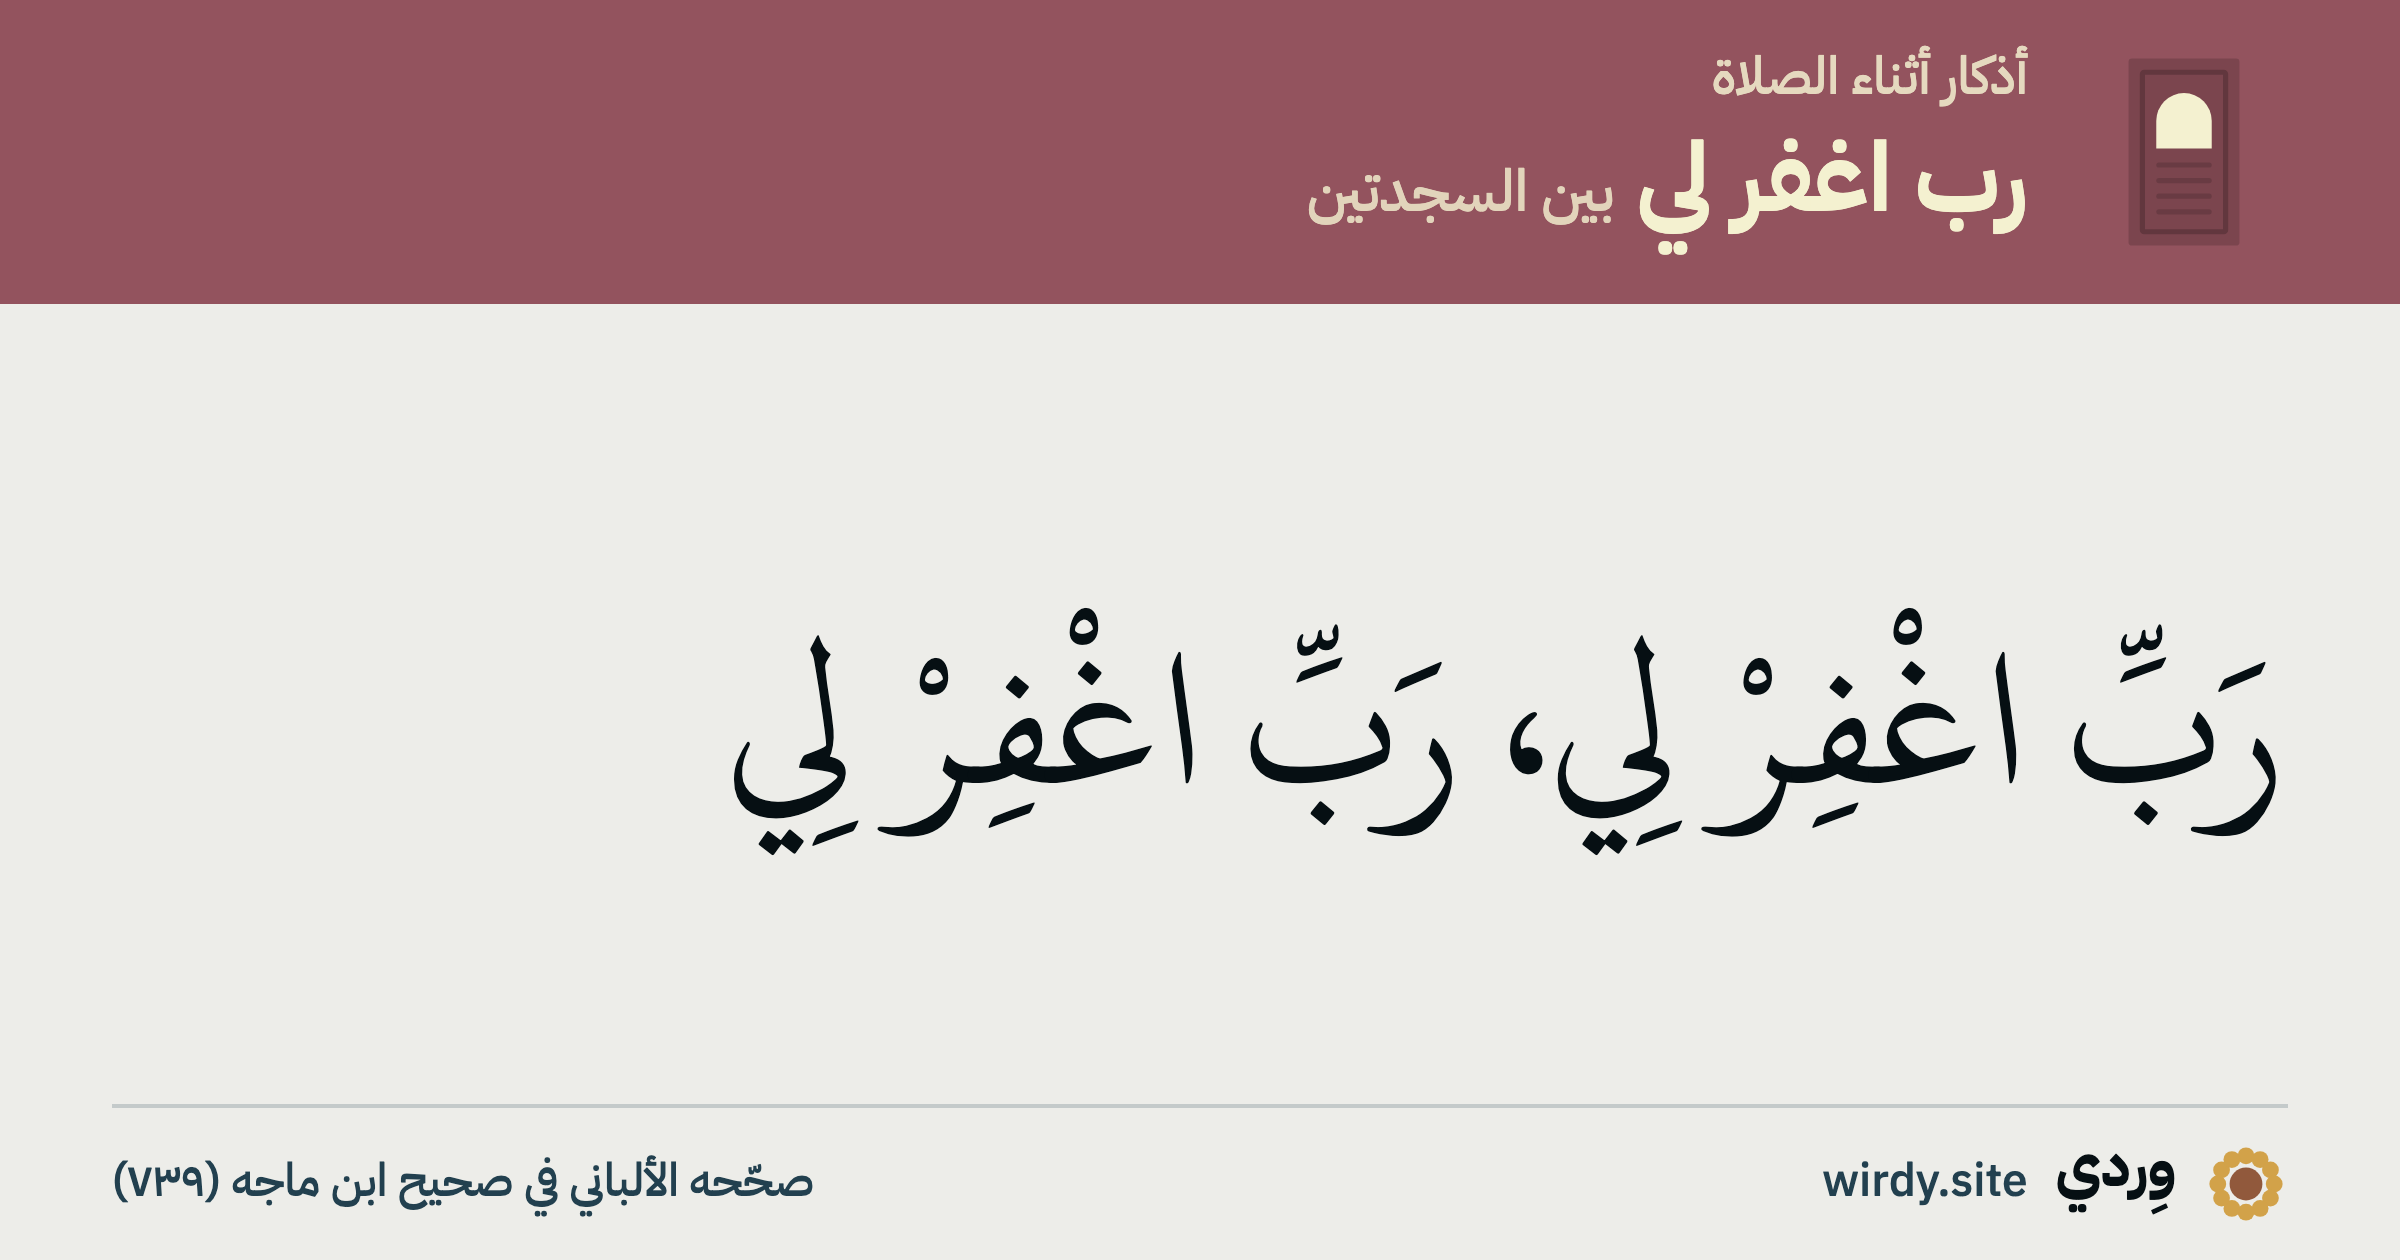 أذكار أثناء الصلاة
رب اغفر لي بين السجدتين
رَبِّ اغْفِرْ لِي، رَبِّ اغْفِرْ لِي
وِردي wirdy.site
صحّحه الألباني في صحيح ابن ماجه (٧٣٩)